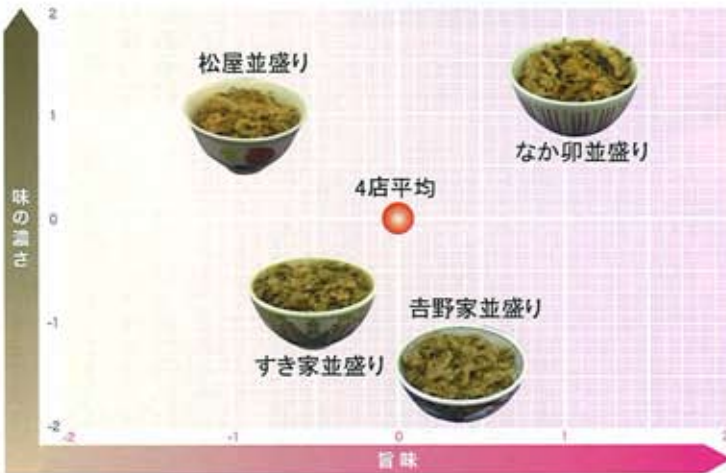 2
松屋並盛り
1
なか卯並盛り
4店平均
味の濃さ
0
吉野家並盛り
-1
すき家並盛り
-2
-2 -1 0 1 2
旨味